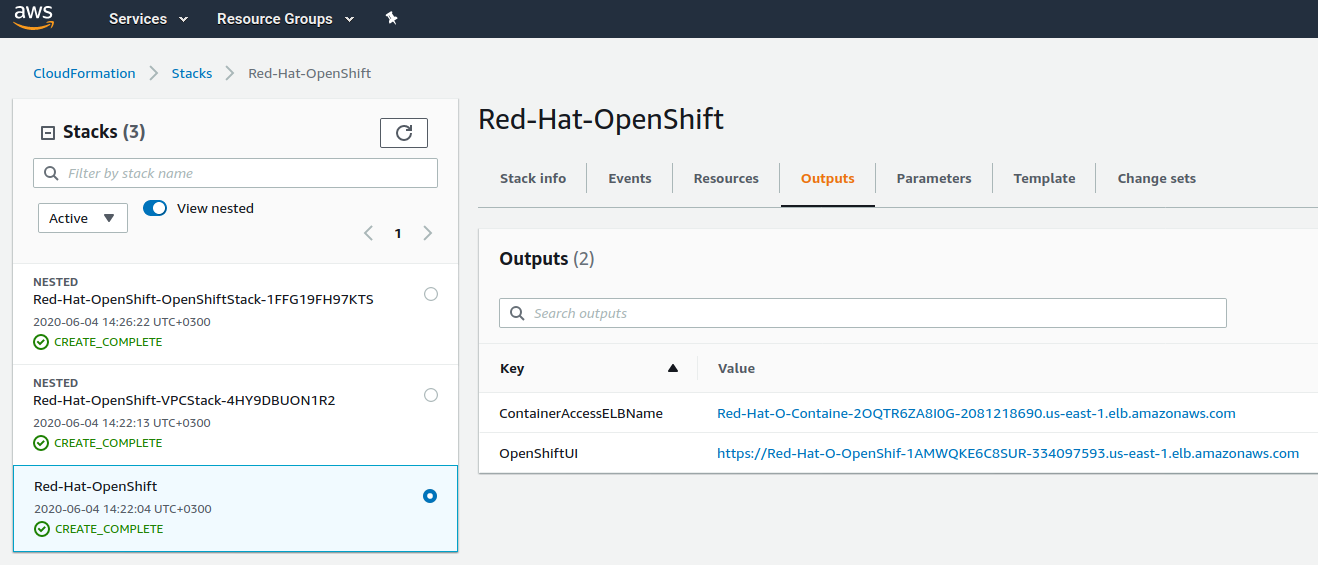 aws Services Resource Groups
CloudFormation Stacks Red-Hat-OpenShift
Stacks (3)
Filter by stack name
Active View nested
1
NESTED
Red-Hat-OpenShift-OpenShiftStack-1FFG19FH97KTS
2020-06-04 14:26:22 UTC+0300
CREATE_COMPLETE
NESTED
Red-Hat-OpenShift-VPCStack-4HY9DBUON1R2
2020-06-04 14:22:13 UTC+0300
CREATE_COMPLETE
Red-Hat-OpenShift
2020-06-04 14:22:04 UTC+0300
CREATE_COMPLETE
Red-Hat-OpenShift
Stack info Events Resources Outputs Parameters Template Change sets
Outputs (2)
Search outputs
Key Value
ContainerAccessELBName Red-Hat-O-Containe-2OQTR6ZA8I0G-2081218690.us-east-1.elb.amazonaws.com
OpenShiftUI https://Red-Hat-O-OpenShif-1AMWQKE6C8SUR-334097593.us-east-1.elb.amazonaws.com